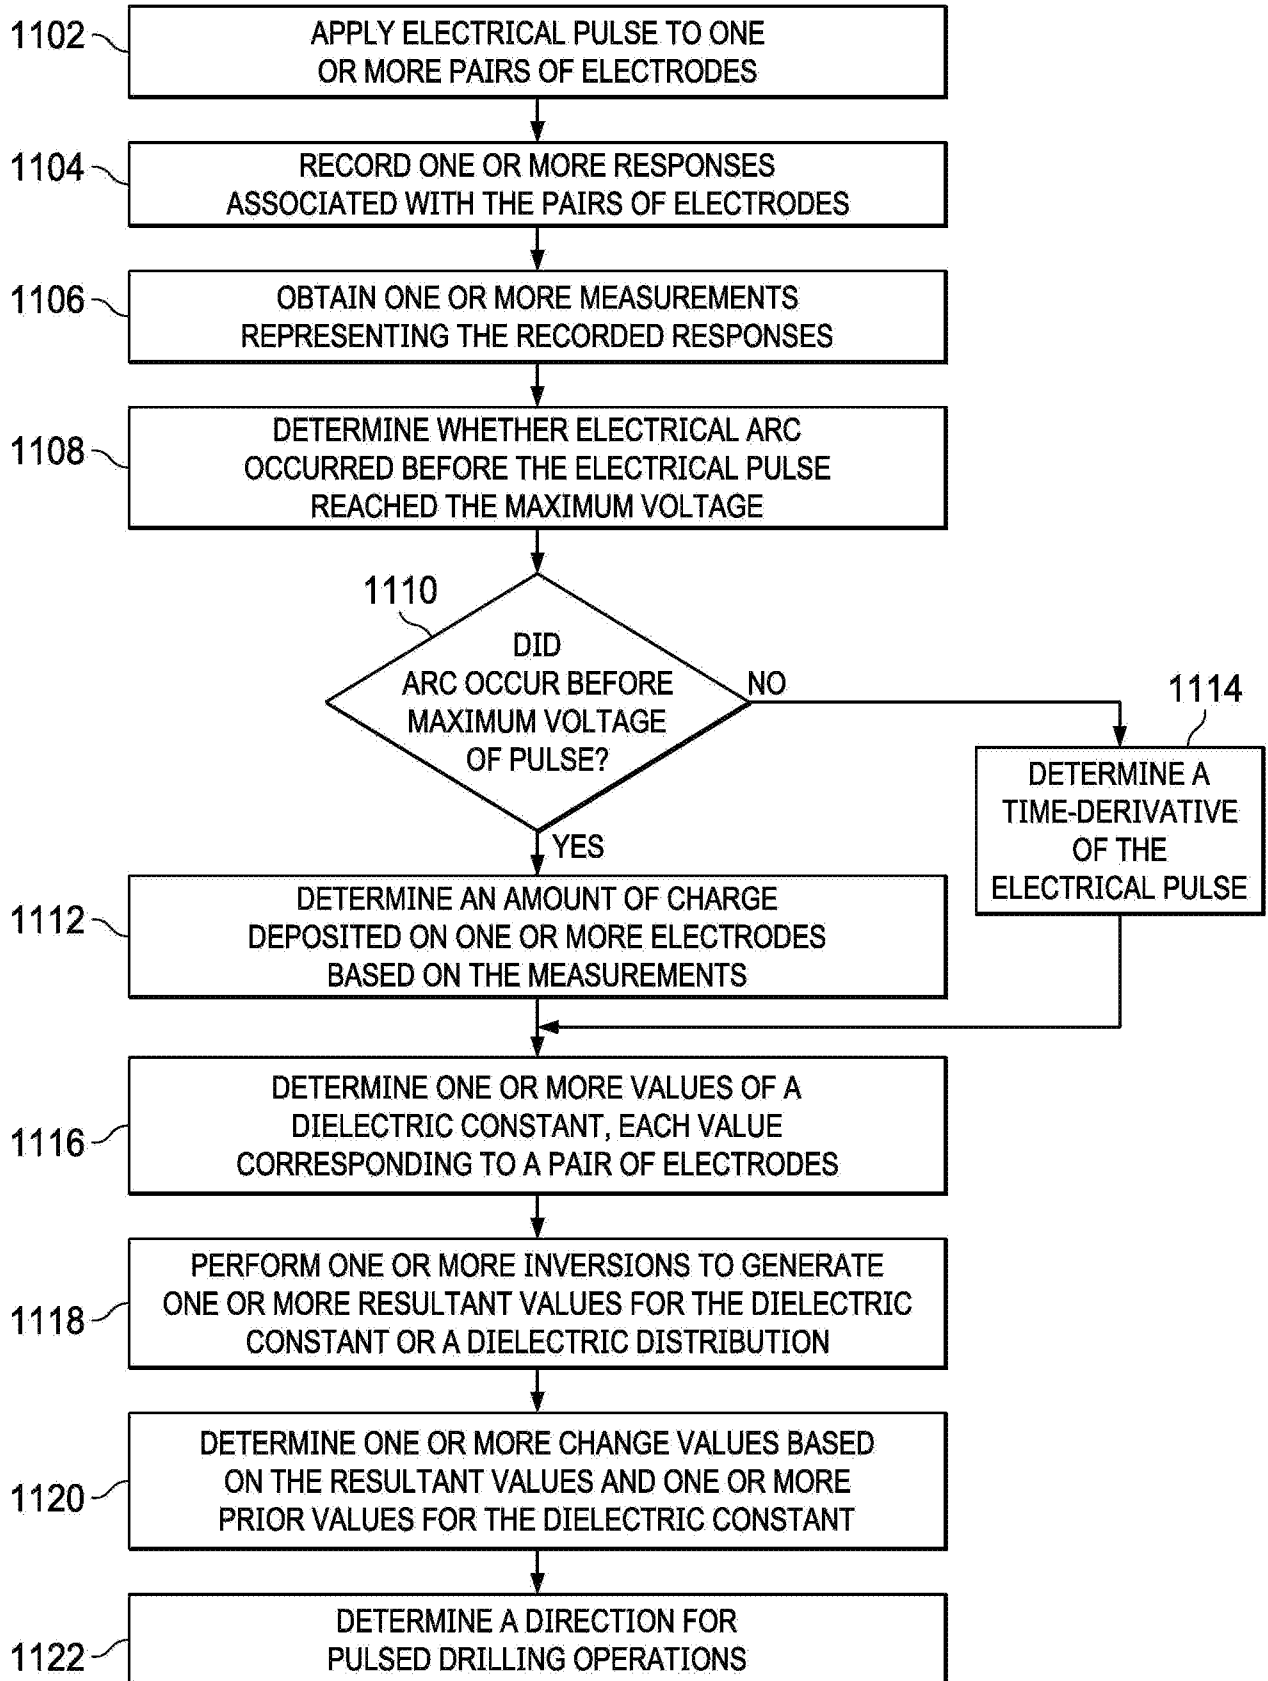 1102
APPLY ELECTRICAL PULSE TO ONE
OR MORE PAIRS OF ELECTRODES
1104
RECORD ONE OR MORE RESPONSES
ASSOCIATED WITH THE PAIRS OF ELECTRODES
1106
OBTAIN ONE OR MORE MEASUREMENTS
REPRESENTING THE RECORDED RESPONSES
1108
DETERMINE WHETHER ELECTRICAL ARC
OCCURRED BEFORE THE ELECTRICAL PULSE
REACHED THE MAXIMUM VOLTAGE
1110
DID
ARC OCCUR BEFORE
MAXIMUM VOLTAGE
OF PULSE?
NO
1114
DETERMINE A
TIME-DERIVATIVE
OF THE
ELECTRICAL PULSE
YES
1112
DETERMINE AN AMOUNT OF CHARGE
DEPOSITED ON ONE OR MORE ELECTRODES
BASED ON THE MEASUREMENTS
1116
DETERMINE ONE OR MORE VALUES OF A
DIELECTRIC CONSTANT, EACH VALUE
CORRESPONDING TO A PAIR OF ELECTRODES
1118
PERFORM ONE OR MORE INVERSIONS TO GENERATE
ONE OR MORE RESULTANT VALUES FOR THE DIELECTRIC
CONSTANT OR A DIELECTRIC DISTRIBUTION
1120
DETERMINE ONE OR MORE CHANGE VALUES BASED
ON THE RESULTANT VALUES AND ONE OR MORE
PRIOR VALUES FOR THE DIELECTRIC CONSTANT
1122
DETERMINE A DIRECTION FOR
PULSED DRILLING OPERATIONS